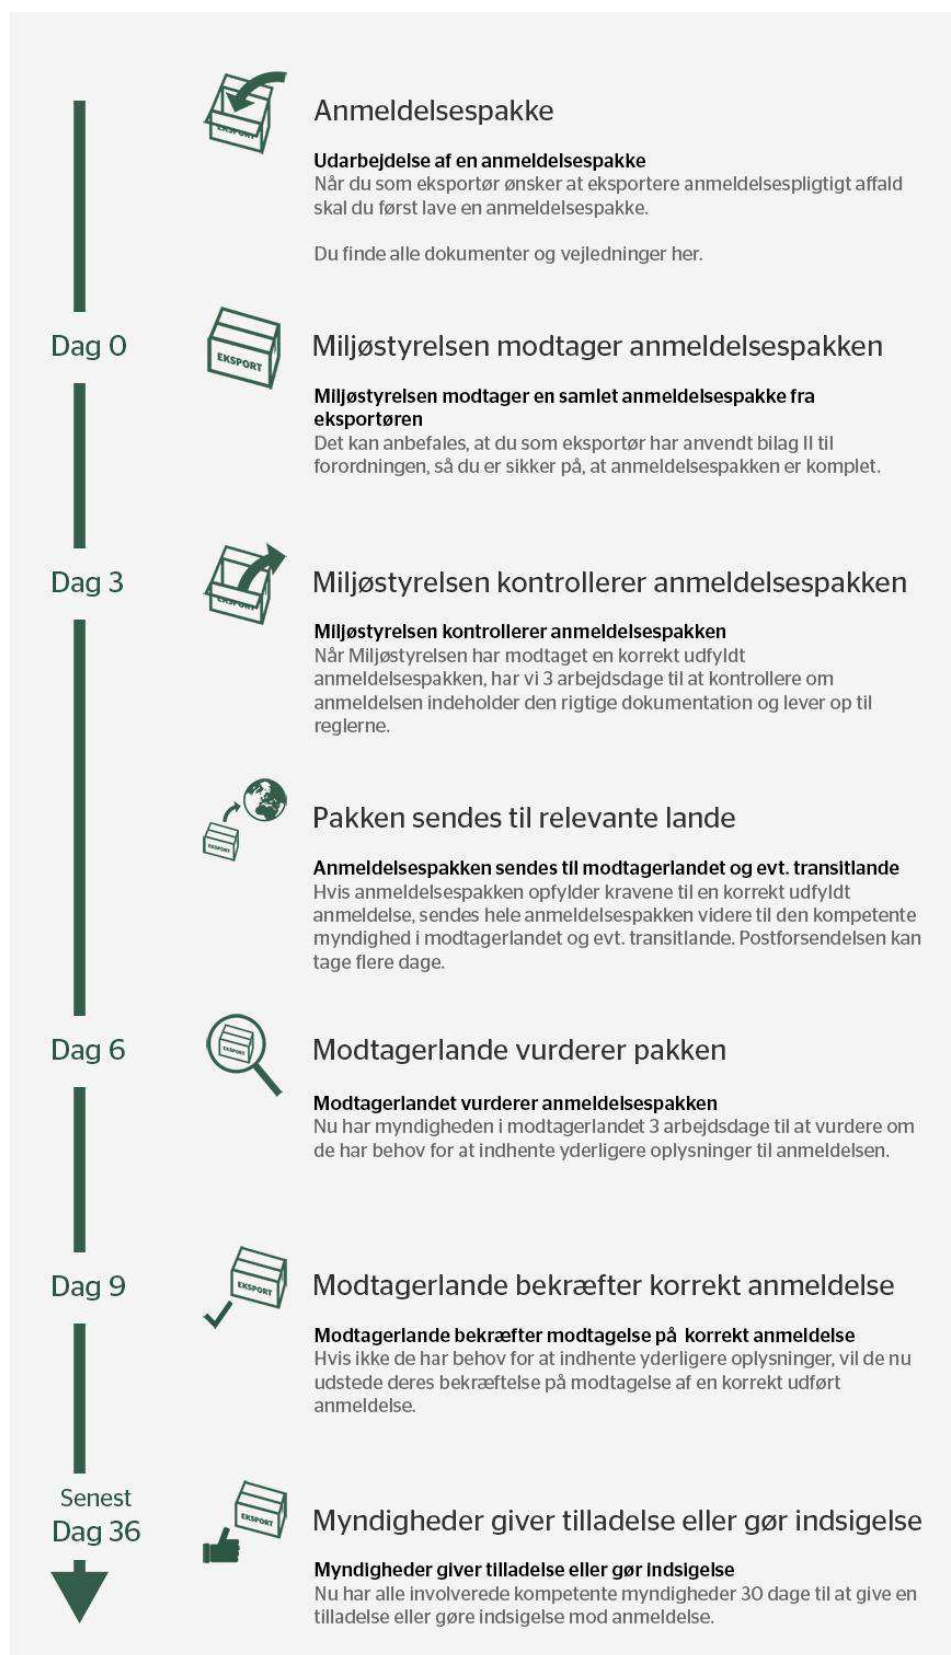 EKSPORT
Anmeldelsespakke
Udarbejdelse af en anmeldelsespakke
Når du som eksportør ønsker at eksportere anmeldelsespligtigt affald
skal du først lave en anmeldelsespakke.
Du finde alle dokumenter og vejledninger her.
Dag 0
EKSPORT
Miljøstyrelsen modtager anmeldelsespakken
Miljøstyrelsen modtager en samlet anmeldelsespakke fra
eksportøren
Det kan anbefales, at du som eksportør har anvendt bilag II til
forordningen, så du er sikker på, at anmeldelsespakken er komplet.
Dag 3
EKSPORT
Miljøstyrelsen kontrollerer anmeldelsespakken
Miljøstyrelsen kontrollerer anmeldelsespakken
Når Miljøstyrelsen har modtaget en korrekt udfyldt
anmeldelsespakken, har vi 3 arbejdsdage til at kontrollere om
anmeldelsen indeholder den rigtige dokumentation og lever op til
reglerne.
EKSPORT
Pakken sendes til relevante lande
Anmeldelsespakken sendes til modtagerlandet og evt. transitlande
Hvis anmeldelsespakken opfylder kravene til en korrekt udfyldt
anmeldelse, sendes hele anmeldelsespakken videre til den kompetente
myndighed i modtagerlandet og evt. transitlande. Postforsendelsen kan
tage flere dage.
Dag 6
EKSPORT
Modtagerlande vurderer pakken
Modtagerlandet vurderer anmeldelsespakken
Nu har myndigheden i modtagerlandet 3 arbejdsdage til at vurdere om
de har behov for at indhente yderligere oplysninger til anmeldelsen.
Dag 9
EKSPORT
Modtagerlande bekræfter korrekt anmeldelse
Modtagerlande bekræfter modtagelse på korrekt anmeldelse
Hvis ikke de har behov for at indhente yderligere oplysninger, vil de nu
udstede deres bekræftelse på modtagelse af en korrekt udført
anmeldelse.
Senest
Dag 36
EKSPORT
Myndigheder giver tilladelse eller gør indsigelse
Myndigheder giver tilladelse eller gør indsigelse
Nu har alle involverede kompetente myndigheder 30 dage til at give en
tilladelse eller gøre indsigelse mod anmeldelse.